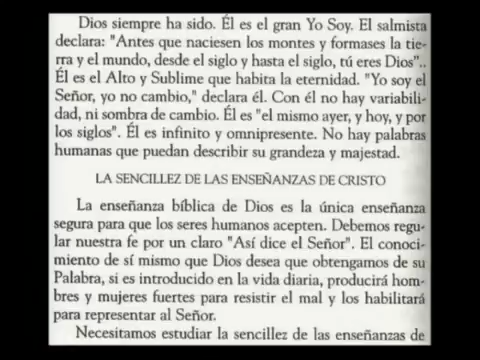 Dios siempre ha sido. Él es el gran Yo Soy. El salmista
declara: "Antes que naciesen los montes y formases la tie-
rra y el mundo, desde el siglo y hasta el siglo, tú eres Dios"..
Él es el Alto y Sublime que habita la eternidad. "Yo soy el
Señor, yo no cambio," declara él. Con él no hay variabili-
dad, ni sombra de cambio. Él es "el mismo ayer, y hoy, y por
los siglos". Él es infinito y omnipresente. No hay palabras
humanas que puedan describir su grandeza y majestad.
LA SENCILLEZ DE LAS ENSEÑANZAS DE CRISTO
La enseñanza bíblica de Dios es la única enseñanza
segura para que los seres humanos acepten. Debemos regu-
lar nuestra fe por un claro "Así dice el Señor". El conoci-
miento de sí mismo que Dios desea que obtengamos de su
Palabra, si es introducido en la vida diaria, producirá hom-
bres y mujeres fuertes para resistir el mal y los habilitará
para representar al Señor.
Necesitamos estudiar la sencillez de las enseñanzas de